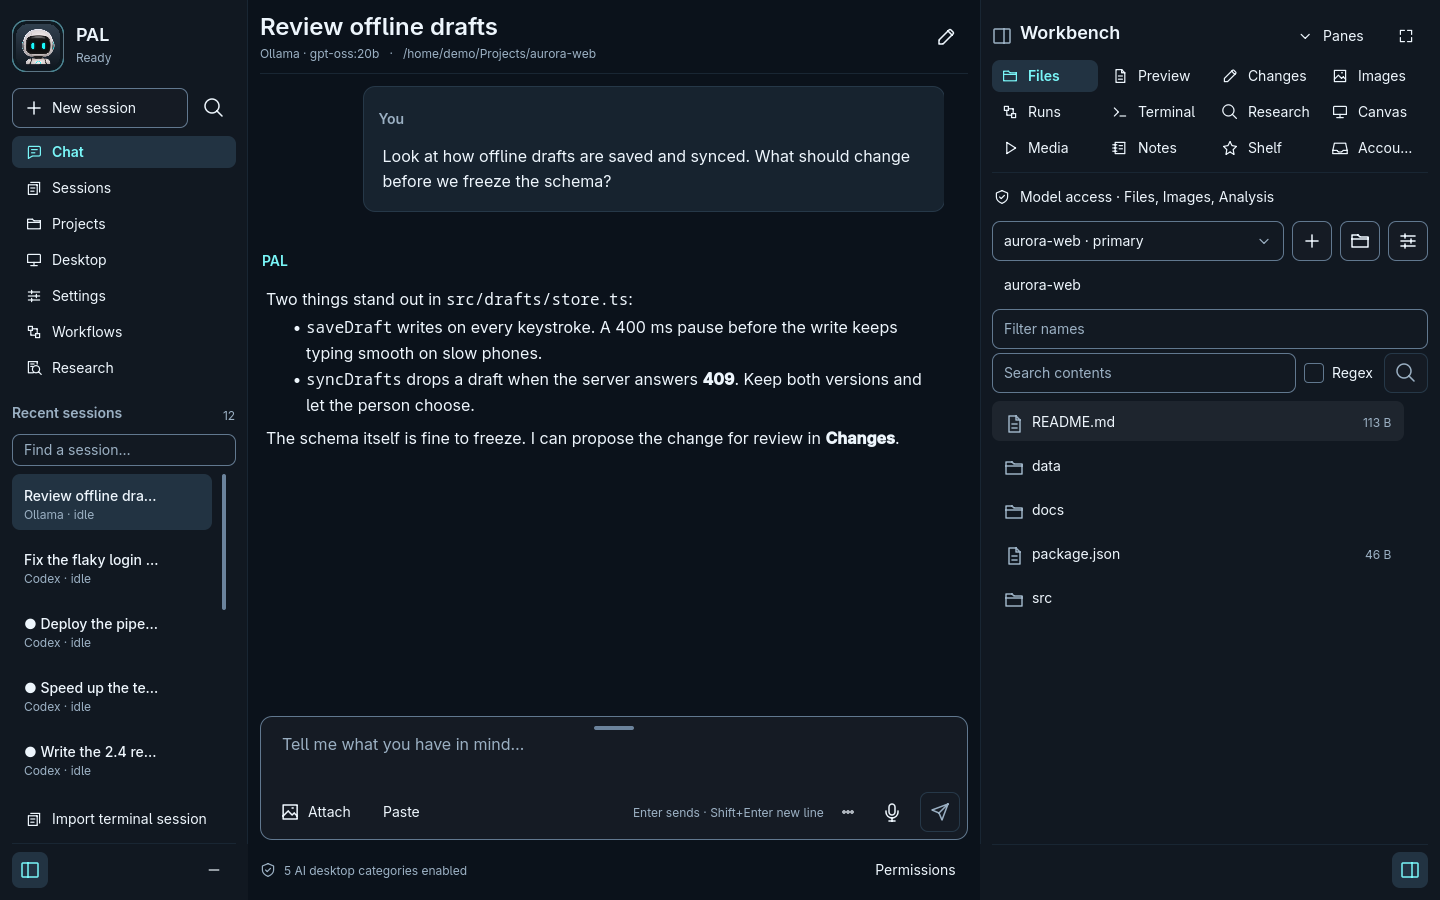 PAL
Ready
New session
Chat
Sessions
Projects
Desktop
Settings
Workflows
Research
Recent sessions
12
Find a session...
Review offline dra...
Ollama · idle
Fix the flaky login ...
Codex · idle
● Deploy the pipe...
Codex · idle
● Speed up the te...
Codex · idle
● Write the 2.4 re...
Codex · idle
Import terminal session
Review offline drafts
Ollama · gpt-oss:20b · /home/demo/Projects/aurora-web
You
Look at how offline drafts are saved and synced. What should change
before we freeze the schema?
PAL
Two things stand out in src/drafts/store.ts:
• saveDraft writes on every keystroke. A 400 ms pause before the write keeps
typing smooth on slow phones.
• syncDrafts drops a draft when the server answers 409. Keep both versions and
let the person choose.
The schema itself is fine to freeze. I can propose the change for review in Changes.
Tell me what you have in mind...
Attach
Paste
Enter sends · Shift+Enter new line
5 AI desktop categories enabled
Permissions
Workbench
Panes
Files
Preview
Changes
Images
Runs
Terminal
Research
Canvas
Media
Notes
Shelf
Accou...
Model access · Files, Images, Analysis
aurora-web · primary
aurora-web
Filter names
Search contents
Regex
README.md
113 B
data
docs
package.json
46 B
src